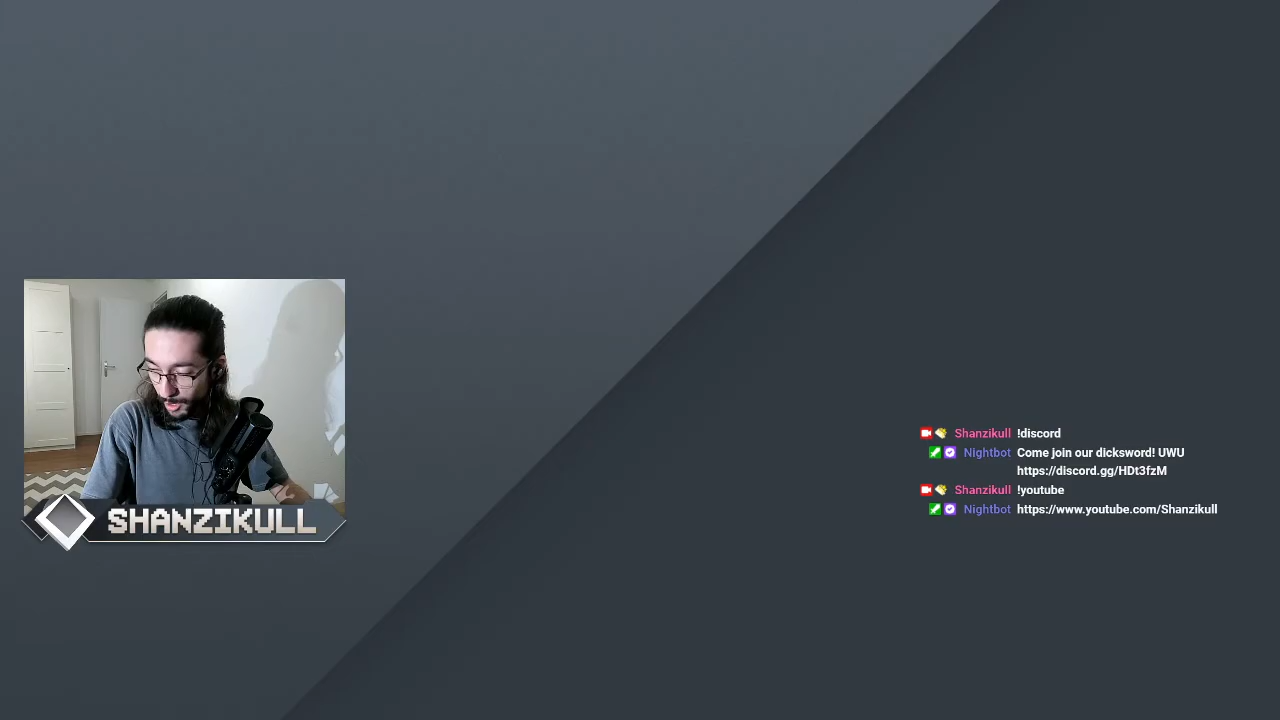 Shanzikull !discord
Nightbot Come join our dicksword! UWU
https://discord.gg/HDt3fzM
Shanzikull !youtube
Nightbot https://www.youtube.com/Shanzikull
SHANZIKULL